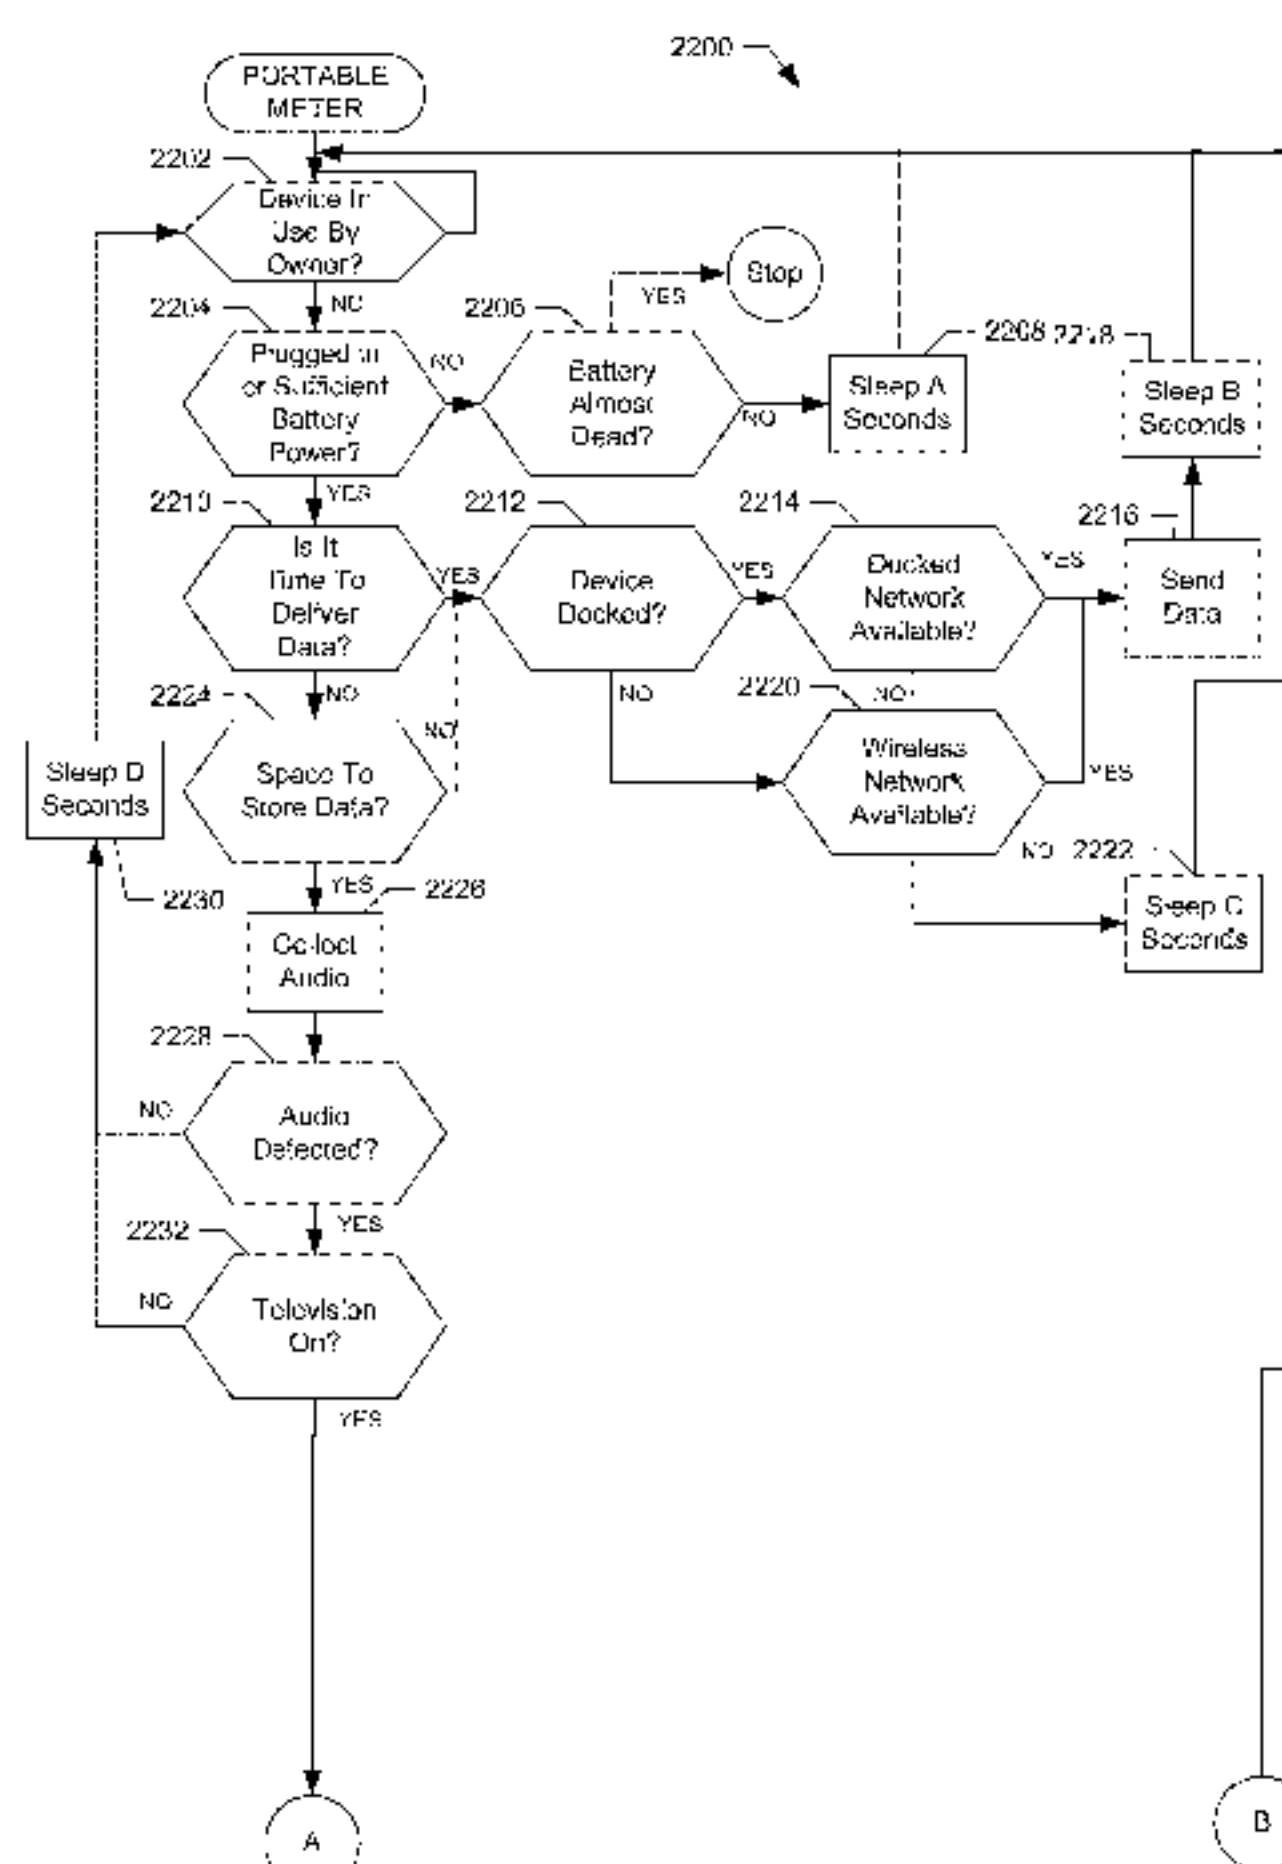 2200
PORTABLE
METER
2202
Device In
Use By
Owner?
NO
2204
Plugged In
or Sufficient
Battery
Power?
NO
2206
Battery
Almost
Dead?
YES
Stop
NO
2208
Sleep A
Seconds
2218
Sleep B
Seconds
YES
2210
Is It
Time To
Deliver
Data?
YES
2212
Device
Docked?
YES
2214
Docked
Network
Available?
YES
2216
Send
Data
NO
NO
NO
2220
Wireless
Network
Available?
YES
NO
2222
Sleep C
Seconds
2224
Space To
Store Data?
NO
YES
2226
Collect
Audio
Sleep D
Seconds
2230
2228
Audio
Detected?
NO
YES
2232
Television
On?
NO
YES
A
B